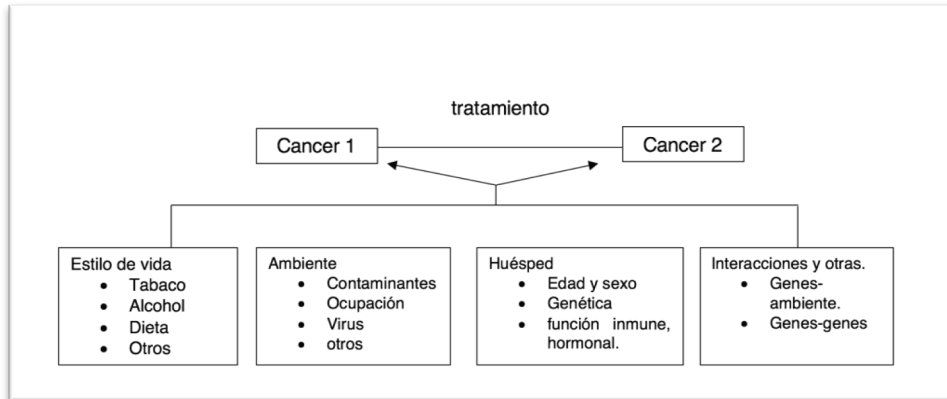 tratamiento
Cancer 1
Cancer 2
Estilo de vida
• Tabaco
• Alcohol
• Dieta
• Otros
Ambiente
• Contaminantes
• Ocupación
• Virus
• otros
Huésped
• Edad y sexo
• Genética
• función inmune,
hormonal.
Interacciones y otras.
• Genes-
ambiente.
• Genes-genes